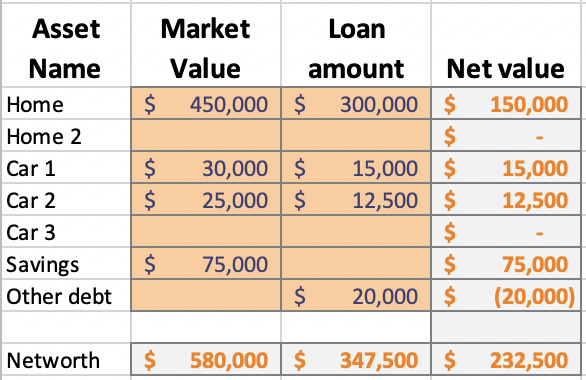 Asset Name Market Value Loan amount Net value
Home $ 450,000 $ 300,000 $ 150,000
Home 2 $ -
Car 1 $ 30,000 $ 15,000 $ 15,000
Car 2 $ 25,000 $ 12,500 $ 12,500
Car 3 $ -
Savings $ 75,000 $ 75,000
Other debt $ 20,000 $ (20,000)
Networth $ 580,000 $ 347,500 $ 232,500